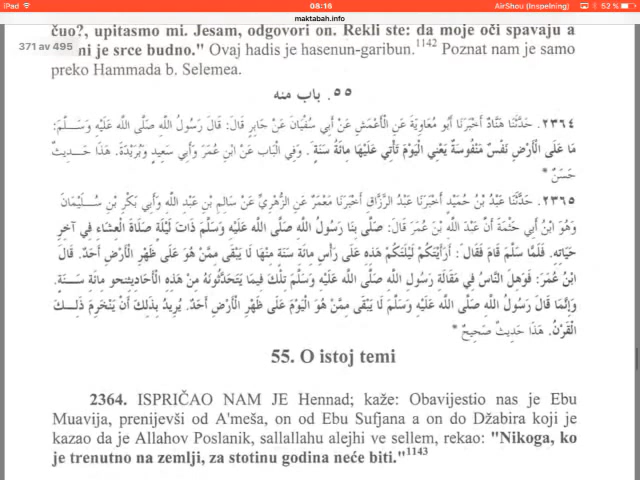 iPad
08:16
AirShou (Inspelning)
52 %
maktabah.info
čuo?, upitasmo mi. Jesam, odgovori on. Rekli ste: da moje oči spavaju a
371 av 495
ni je srce budno." Ovaj hadis je hasenun-garibun.1142 Poznat nam je samo
preko Hammada b. Selemea.
٥٥. باب منه
٢٣٦٤. حَدَّثَنَا هَنَّادٌ أَخْبَرَنَا أَبُو مُعَاوِيَةَ عَنِ الْأَعْمَشِ عَنْ أَبِي سُفْيَانَ عَنْ جَابِرٍ قَالَ: قَالَ رَسُولُ اللَّهِ صَلَّى اللَّه عَلَيْهِ وَسَلَّمَ:
مَا عَلَى الْأَرْضِ نَفْسٌ مَنْفُوسَةٌ يَعْنِي الْيَوْمَ تَأْتِي عَلَيْهَا مِائَةُ سَنَةٍ. وَفِي الْبَاب عَنْ ابْنِ عُمَرَ وَأَبِي سَعِيدٍ وَبُرَيْدَةَ. هَذَا حَدِيثٌ
حَسَنٌ *
٢٣٦٥. حَدَّثَنَا عَبْدُ بْنُ حُمَيْدٍ أَخْبَرَنَا عَبْدُ الرَّزَّاقِ أَخْبَرَنَا مَعْمَرٌ عَنِ الزُّهْرِيِّ عَنْ سَالِمِ بْنِ عَبْدِ اللَّهِ وَأَبِي بَكْرِ بْنِ سُلَيْمَانَ
وَهُوَ ابْنُ أَبِي حَثْمَةَ أَنَّ عَبْدَ اللَّهِ بْنَ عُمَرَ قَالَ: صَلَّى بِنَا رَسُولُ اللَّهِ صَلَّى اللَّه عَلَيْهِ وَسَلَّمَ ذَاتَ لَيْلَةٍ صَلَاةَ الْعِشَاءِ فِي آخِرِ
حَيَاتِهِ. فَلَمَّا سَلَّمَ قَامَ فَقَالَ: أَرَأَيْتَكُمْ لَيْلَتَكُمْ هَذِهِ عَلَى رَأْسِ مِائَةِ سَنَةٍ مِنْهَا لَا يَبْقَى مِمَّنْ هُوَ عَلَى ظَهْرِ الْأَرْضِ أَحَدٌ. قَالَ
ابْنُ عُمَرَ: فَوَهِلَ النَّاسُ فِي مَقَالَةِ رَسُولِ اللَّهِ صَلَّى اللَّه عَلَيْهِ وَسَلَّمَ تِلْكَ فِيمَا يَتَحَدَّثُونَهُ مِنْ هَذِهِ الْأَحَادِيثِ نَحْوِ مِائَةِ سَنَةٍ.
وَإِنَّمَا قَالَ رَسُولُ اللَّهِ صَلَّى اللَّه عَلَيْهِ وَسَلَّمَ لَا يَبْقَى مِمَّنْ هُوَ الْيَوْمَ عَلَى ظَهْرِ الْأَرْضِ أَحَدٌ. يُرِيدُ بِذَلِكَ أَنْ يَنْخَرِمَ ذَلِكَ
الْقَرْنُ. هَذَا حَدِيثٌ صَحِيحٌ *
55. O istoj temi
2364. ISPRIČAO NAM JE Hennad; kaže: Obavijestio nas je Ebu
Muavija, prenijevši od A'meša, on od Ebu Sufjana a on do Džabira koji je
kazao da je Allahov Poslanik, sallallahu alejhi ve sellem, rekao: "Nikoga, ko
je trenutno na zemlji, za stotinu godina neće biti."1143